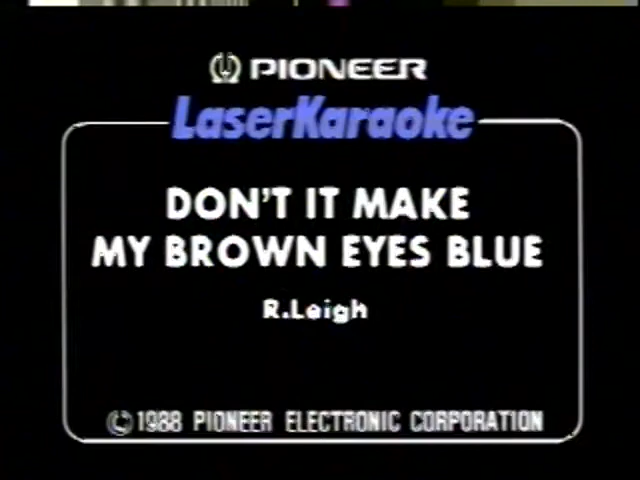 PIONEER
LaserKaraoke
DON'T IT MAKE
MY BROWN EYES BLUE
R.Leigh
©1988 PIONEER ELECTRONIC CORPORATION